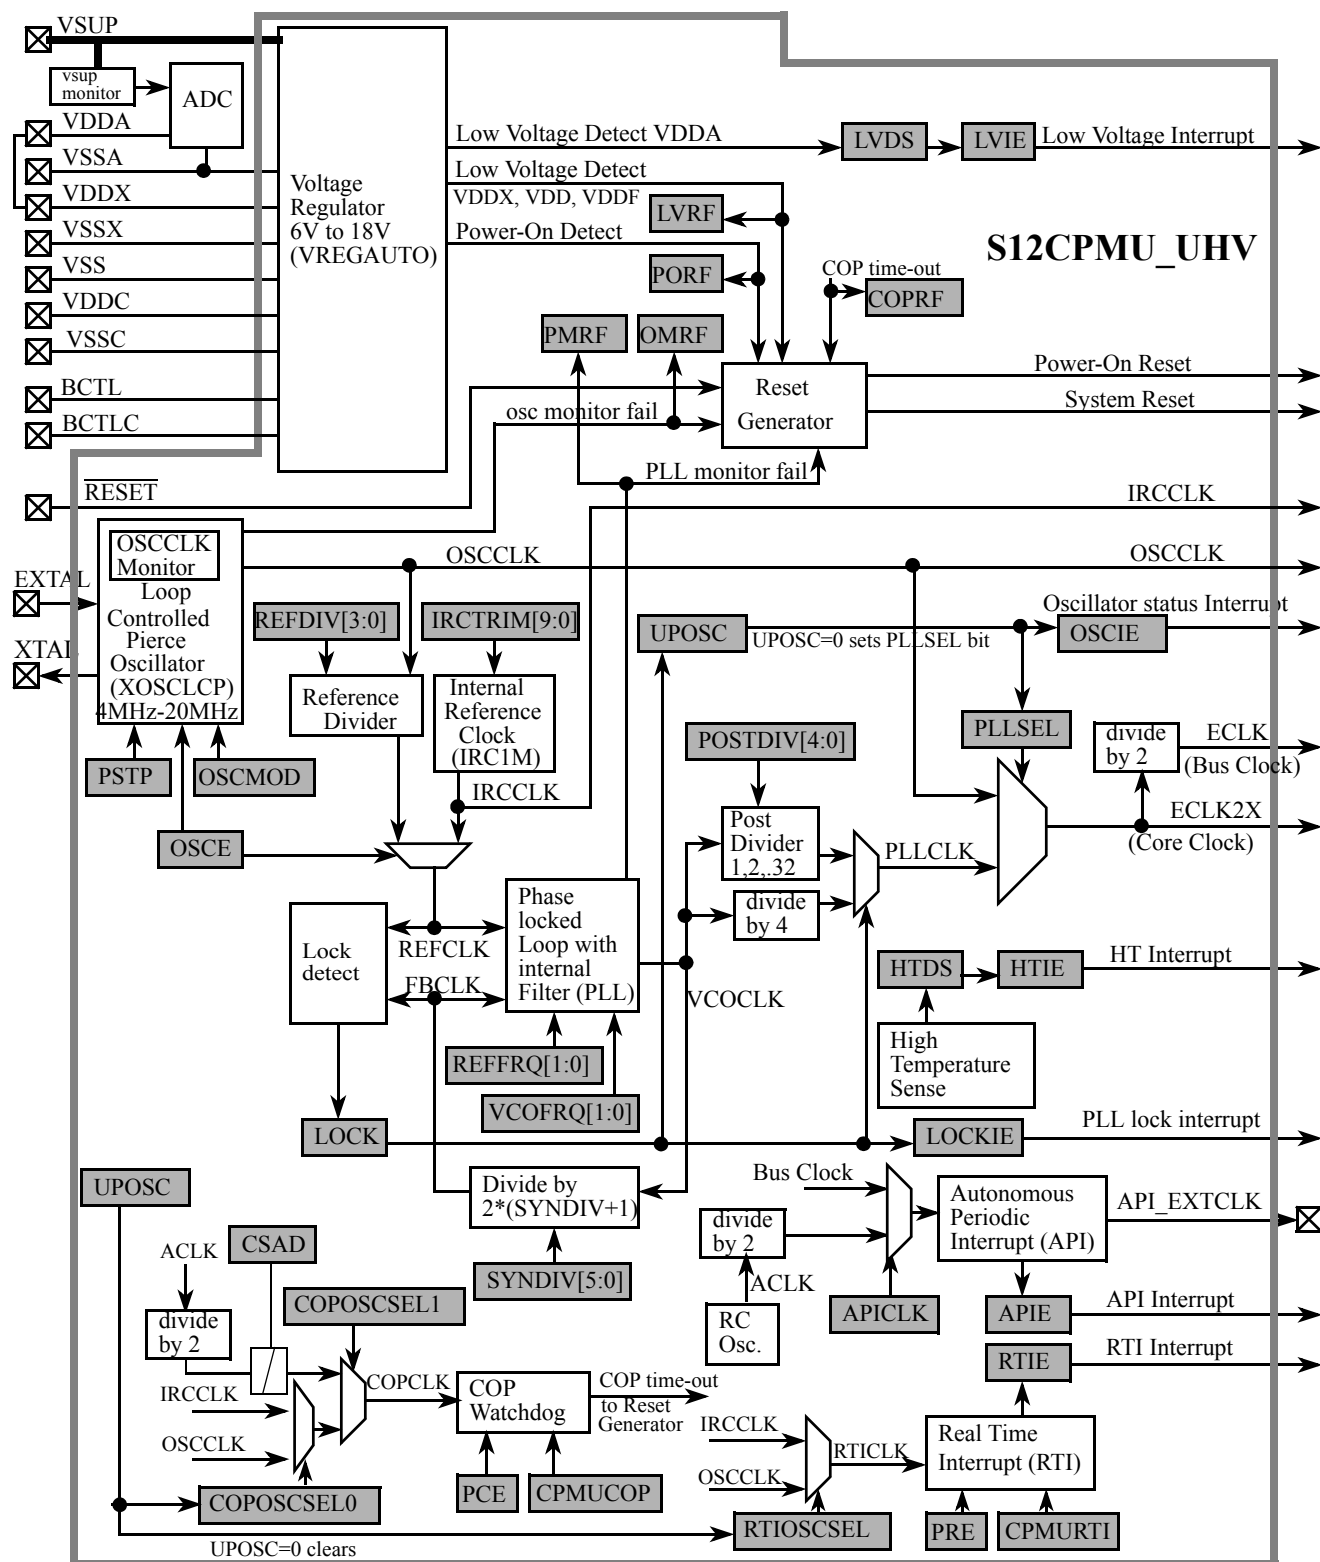 VSUP
vsup
monitor
ADC
VDDA
VSSA
VDDX
VSSX
VSS
VDDC
VSSC
BCTL
BCTLC
Voltage
Regulator
6V to 18V
(VREGAUTO)
Low Voltage Detect VDDA
LVDS
LVIE
Low Voltage Interrupt
Low Voltage Detect
VDDX, VDD, VDDF
LVRF
Power-On Detect
PORF
S12CPMU_UHV
COP time-out
COPRF
PMRF
OMRF
Reset
Generator
Power-On Reset
System Reset
osc monitor fail
PLL monitor fail
RESET
IRCCLK
OSCCLK
Monitor
Loop
Controlled
Pierce
Oscillator
(XOSCLCP)
4MHz-20MHz
EXTAL
XTAL
OSCCLK
OSCCLK
REFDIV[3:0]
IRCTRIM[9:0]
UPOSC
UPOSC=0 sets PLLSEL bit
Oscillator status Interrupt
OSCIE
Reference
Divider
Internal
Reference
Clock
(IRC1M)
PSTP
OSCMOD
OSCE
IRCCLK
POSTDIV[4:0]
PLLSEL
divide
by 2
ECLK
(Bus Clock)
ECLK2X
(Core Clock)
Post
Divider
1,2,.32
PLLCLK
divide
by 4
Lock
detect
REFCLK
FBCLK
Phase
locked
Loop with
internal
Filter (PLL)
VCOCLK
REFFRQ[1:0]
VCOFRQ[1:0]
HTDS
HTIE
HT Interrupt
High
Temperature
Sense
LOCK
LOCKIE
PLL lock interrupt
UPOSC
Divide by
2*(SYNDIV+1)
SYNDIV[5:0]
Bus Clock
divide
by 2
ACLK
RC
Osc.
APICLK
Autonomous
Periodic
Interrupt (API)
API_EXTCLK
APIE
API Interrupt
RTIE
RTI Interrupt
CSAD
ACLK
divide
by 2
COPOSCSEL1
IRCCLK
OSCCLK
COPCLK
COP
Watchdog
COP time-out
to Reset
Generator
PCE
CPMUCOP
COPOSCSEL0
IRCCLK
OSCCLK
RTICLK
Real Time
Interrupt (RTI)
RTIOSCSEL
PRE
CPMURTI
UPOSC=0 clears